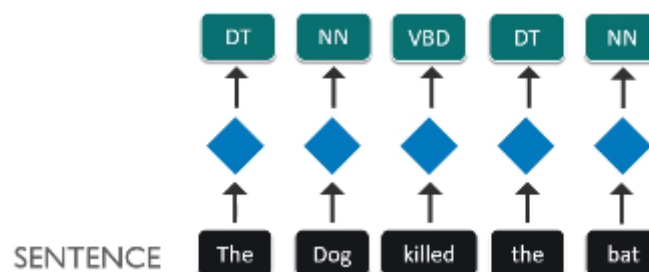 DT NN VBD DT NN
SENTENCE The Dog killed the bat